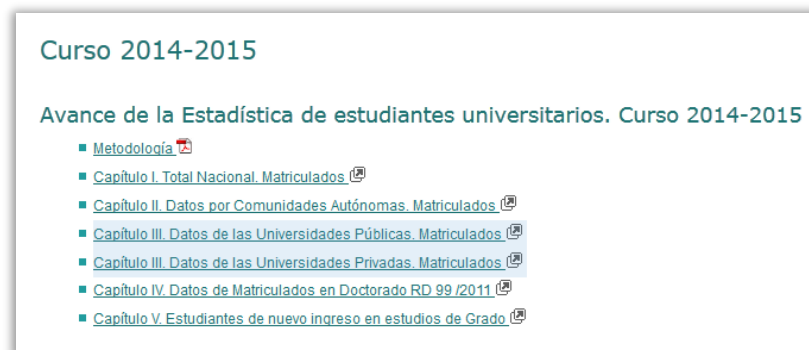 Curso 2014-2015
Avance de la Estadística de estudiantes universitarios. Curso 2014-2015
Metodología
Capítulo I. Total Nacional. Matriculados
Capítulo II. Datos por Comunidades Autónomas. Matriculados
Capítulo III. Datos de las Universidades Públicas. Matriculados
Capítulo III. Datos de las Universidades Privadas. Matriculados
Capítulo IV. Datos de Matriculados en Doctorado RD 99 /2011
Capítulo V. Estudiantes de nuevo ingreso en estudios de Grado